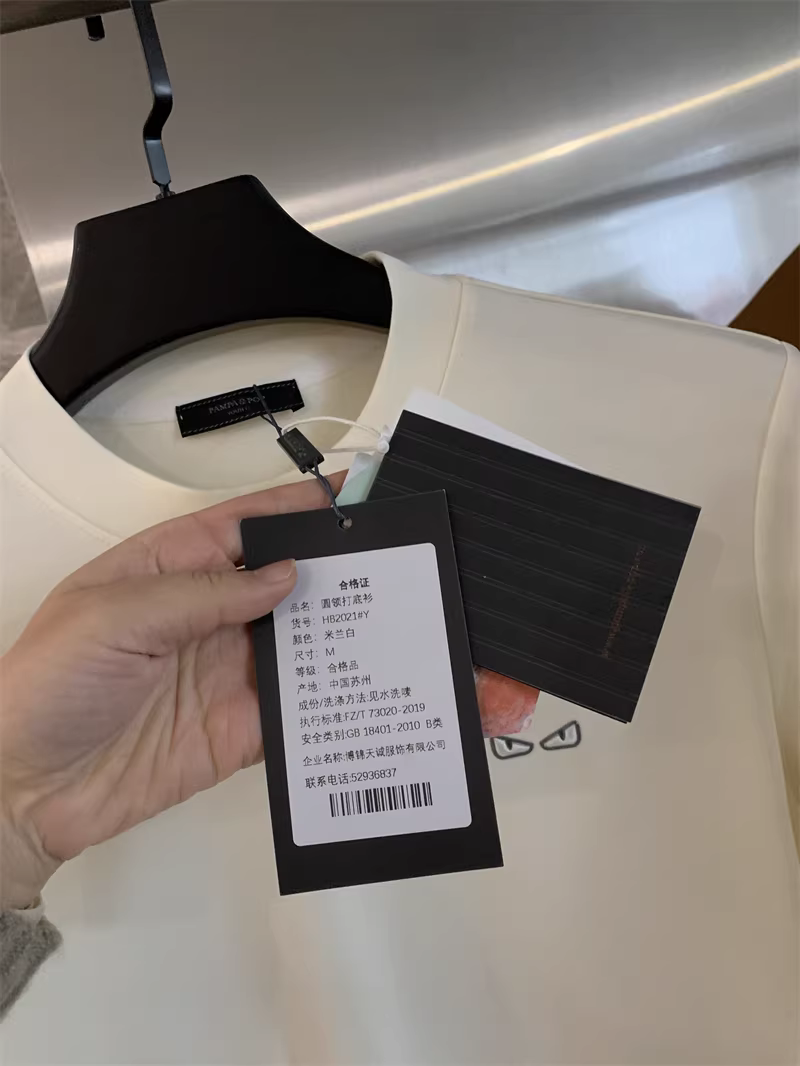 PAMPA
合格证
品名: 圆领打底衫
货号: HB2021#Y
颜色: 米兰白
尺寸: M
等级: 合格品
产地: 中国苏州
成份/洗涤方法:见水洗唛
执行标准:FZ/T 73020-2019
安全类别:GB 18401-2010 B类
企业名称:博锦天诚服饰有限公司
联系电话:52936837